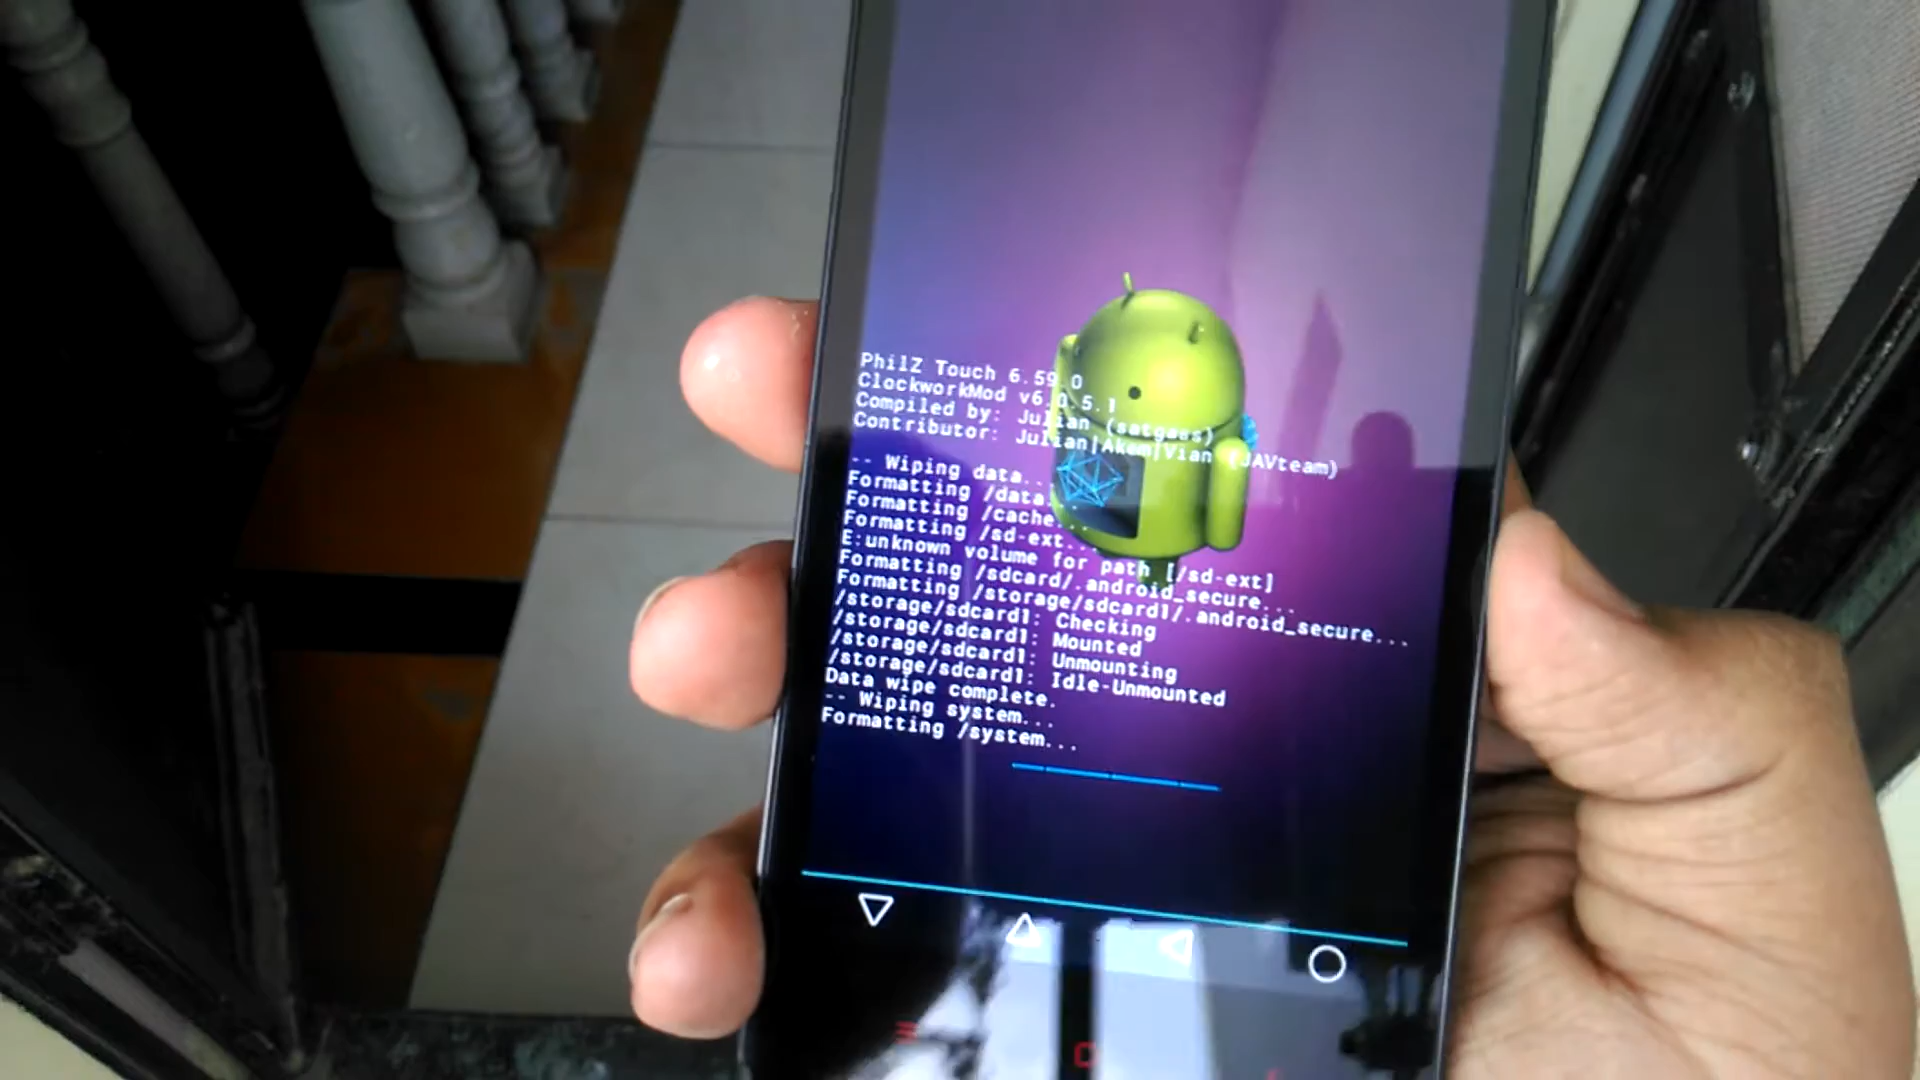 PhilZ Touch 6.59.0
ClockworkMod v6.0.5.1
Compiled by: Julian (satgass)
Contributor: Julian|Akem|Vian (JAVteam)
-- Wiping data...
Formatting /data...
Formatting /cache...
Formatting /sd-ext...
E:unknown volume for path [/sd-ext]
Formatting /sdcard/.android_secure...
Formatting /storage/sdcard1/.android_secure...
/storage/sdcard1: Checking
/storage/sdcard1: Mounted
/storage/sdcard1: Unmounting
/storage/sdcard1: Idle-Unmounted
Data wipe complete.
-- Wiping system...
Formatting /system...